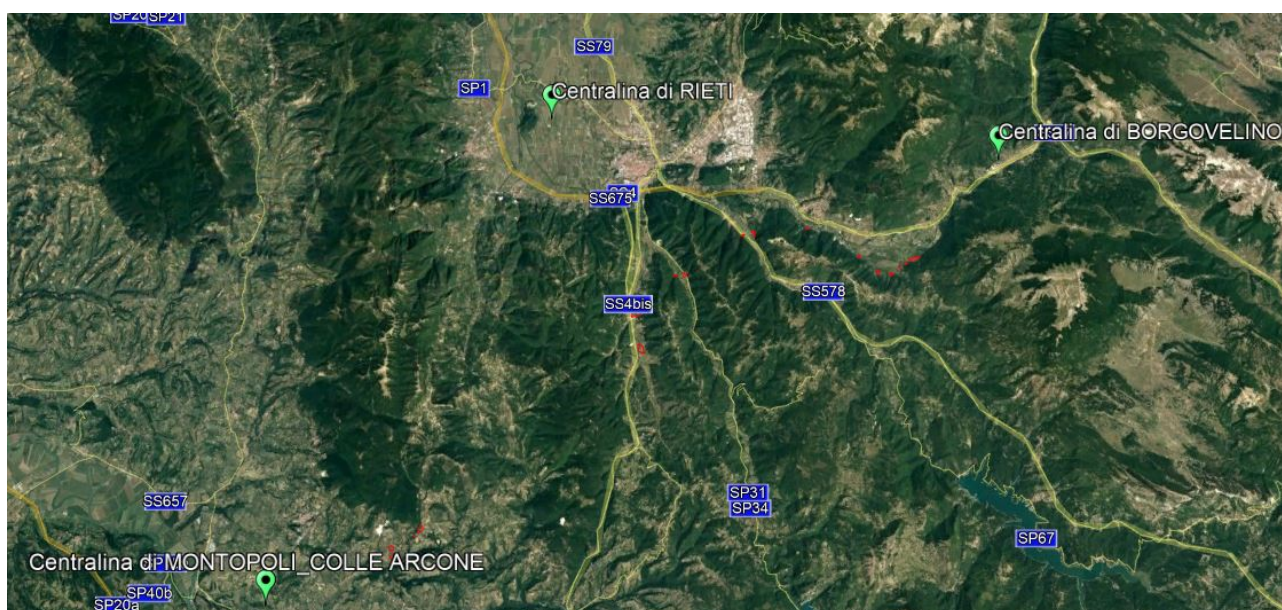 SP20
SP21
SS79
SP1
Centralina di RIETI
Centralina di BORGOVELINO
SS4
SS675
SS4bis
SS578
SP31
SP34
SS657
SP67
Centralina di MONTOPOLI_COLLE ARCONE
SP40b
SP20a